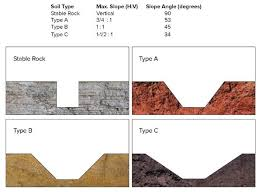 Soil Type Max. Slope (H:V) Slope Angle (degrees)
Stable Rock Vertical 90
Type A 3/4 : 1 53
Type B 1 : 1 45
Type C 1-1/2 : 1 34
Stable Rock
Type A
Type B
Type C